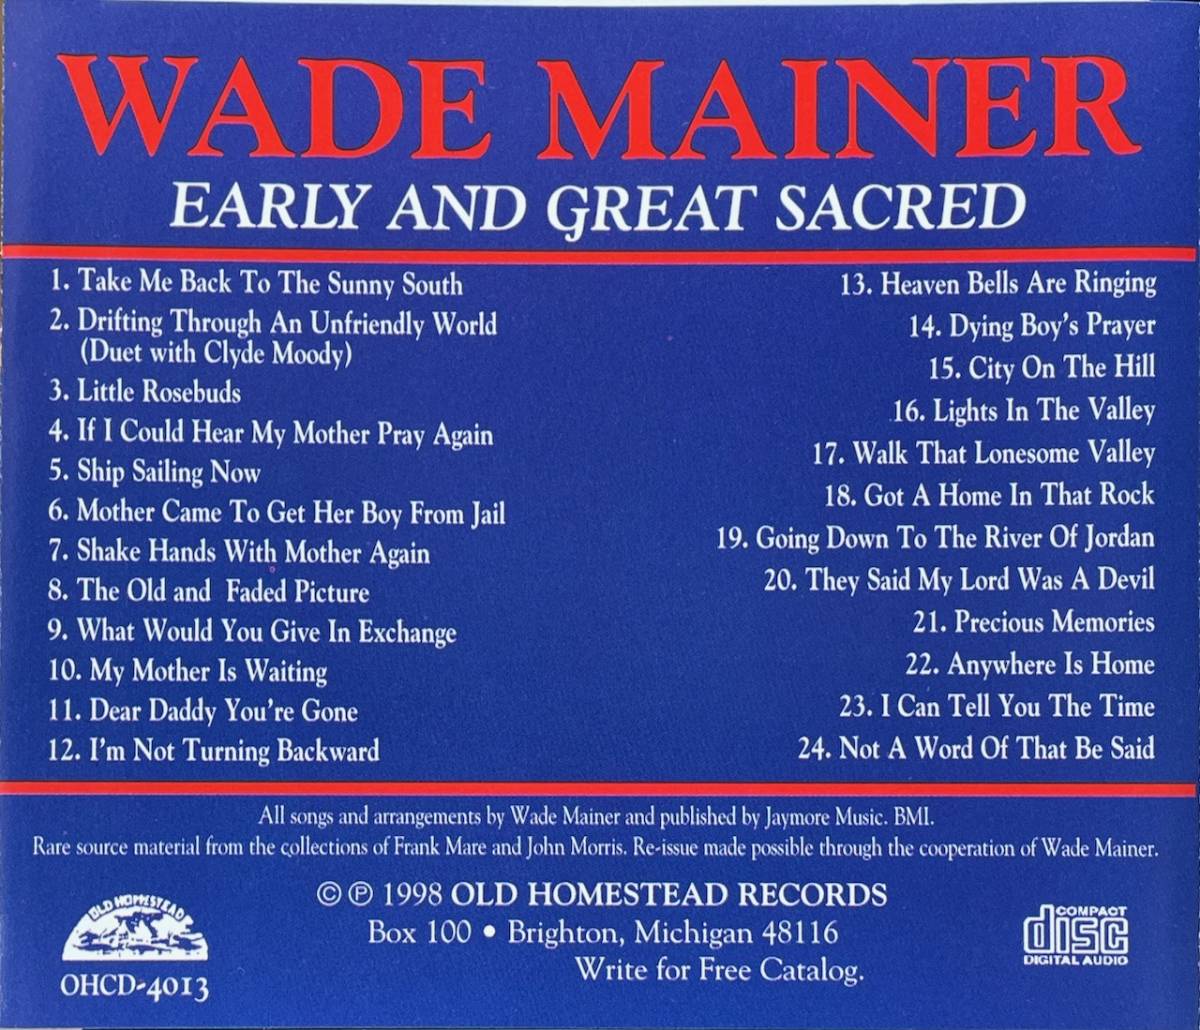 WADE MAINER
EARLY AND GREAT SACRED
1. Take Me Back To The Sunny South
2. Drifting Through An Unfriendly World
(Duet with Clyde Moody)
3. Little Rosebuds
4. If I Could Hear My Mother Pray Again
5. Ship Sailing Now
6. Mother Came To Get Her Boy From Jail
7. Shake Hands With Mother Again
8. The Old and  Faded Picture
9. What Would You Give In Exchange
10. My Mother Is Waiting
11. Dear Daddy You're Gone
12. I'm Not Turning Backward
13. Heaven Bells Are Ringing
14. Dying Boy's Prayer
15. City On The Hill
16. Lights In The Valley
17. Walk That Lonesome Valley
18. Got A Home In That Rock
19. Going Down To The River Of Jordan
20. They Said My Lord Was A Devil
21. Precious Memories
22. Anywhere Is Home
23. I Can Tell You The Time
24. Not A Word Of That Be Said
All songs and arrangements by Wade Mainer and published by Jaymore Music. BMI.
Rare source material from the collections of Frank Mare and John Morris. Re-issue made possible through the cooperation of Wade Mainer.
© ℗ 1998 OLD HOMESTEAD RECORDS
Box 100 • Brighton, Michigan 48116
Write for Free Catalog.
OLD HOMESTEAD
OHCD-4013
COMPACT
disc
DIGITAL AUDIO